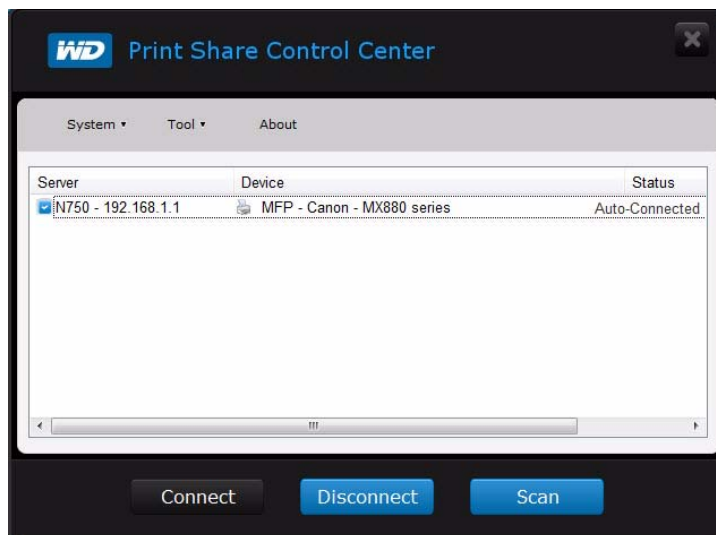 WD Print Share Control Center
System Tool About
Server Device Status
N750 - 192.168.1.1 MFP - Canon - MX880 series Auto-Connected
Connect Disconnect Scan